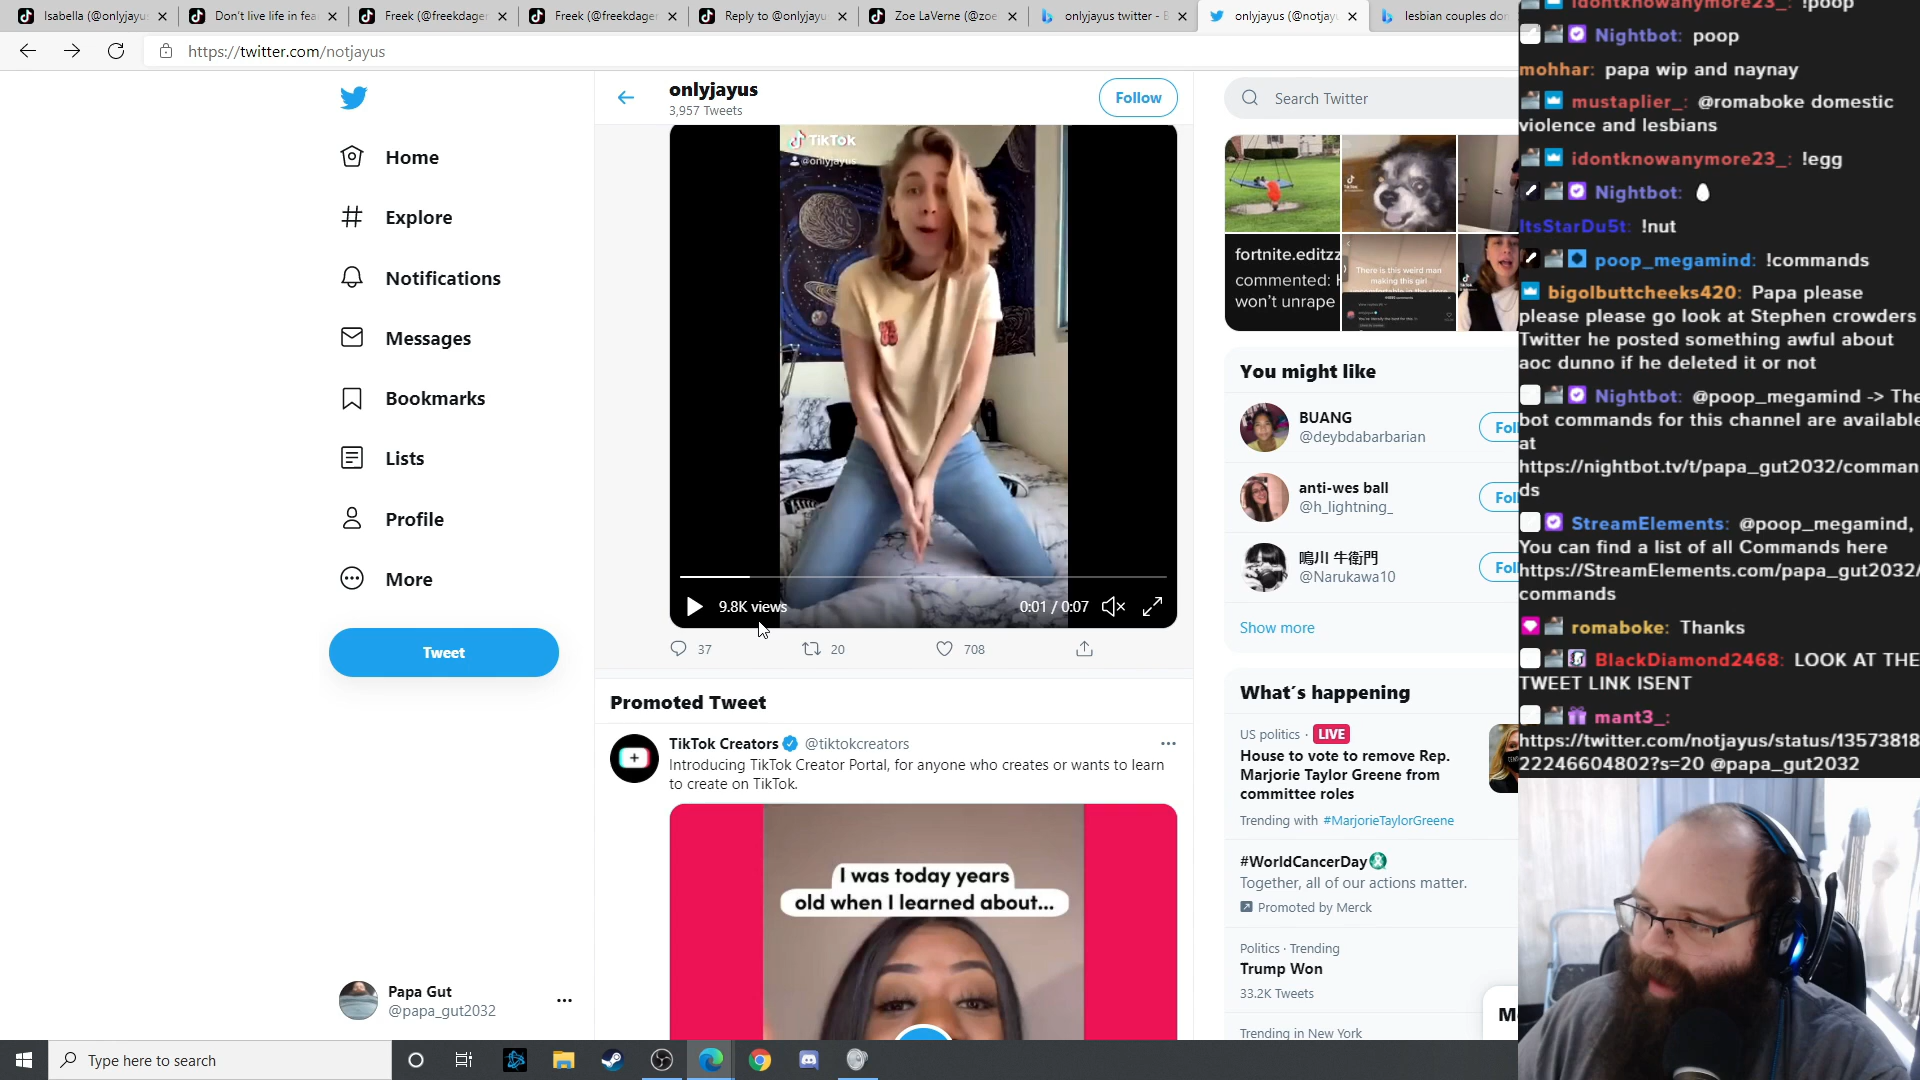 Isabella (@onlyjayus
Don't live life in fea
Freek (@freekdager
Freek (@freekdager
Reply to @onlyjayu
Zoe LaVerne (@zoe
onlyjayus twitter - B
onlyjayus (@notjayu
lesbian couples don
https://twitter.com/notjayus
Home
Explore
Notifications
Messages
Bookmarks
Lists
Profile
More
Tweet
Papa Gut
@papa_gut2032
onlyjayus
3,957 Tweets
Follow
TikTok
@onlyjayus
9.8K views
0:01 / 0:07
37
20
708
Promoted Tweet
TikTok Creators @tiktokcreators
Introducing TikTok Creator Portal, for anyone who creates or wants to learn
to create on TikTok.
I was today years
old when I learned about...
Search Twitter
fortnite.editzz
commented: H
won't unrape
There is this weird man
making this girl
You might like
BUANG
@deybdabarbarian
Foll
anti-wes ball
@h_lightning_
Foll
鳴川 牛衛門
@Narukawa10
Foll
Show more
What's happening
US politics · LIVE
House to vote to remove Rep.
Marjorie Taylor Greene from
committee roles
Trending with #MarjorieTaylorGreene
#WorldCancerDay
Together, all of our actions matter.
Promoted by Merck
Politics · Trending
Trump Won
33.2K Tweets
Trending in New York
idontknowanymore23_: !poop
Nightbot: poop
mohhar: papa wip and naynay
mustaplier_: @romaboke domestic
violence and lesbians
idontknowanymore23_: !egg
Nightbot:
ItsStarDu5t: !nut
poop_megamind: !commands
bigolbuttcheeks420: Papa please
please please go look at Stephen crowders
Twitter he posted something awful about
aoc dunno if he deleted it or not
Nightbot: @poop_megamind -> The
bot commands for this channel are available
at
https://nightbot.tv/t/papa_gut2032/comman
ds
StreamElements: @poop_megamind,
You can find a list of all Commands here
https://StreamElements.com/papa_gut2032/
commands
romaboke: Thanks
BlackDiamond2468: LOOK AT THE
TWEET LINK ISENT
mant3_:
https://twitter.com/notjayus/status/13573818
22246604802?s=20 @papa_gut2032
Type here to search